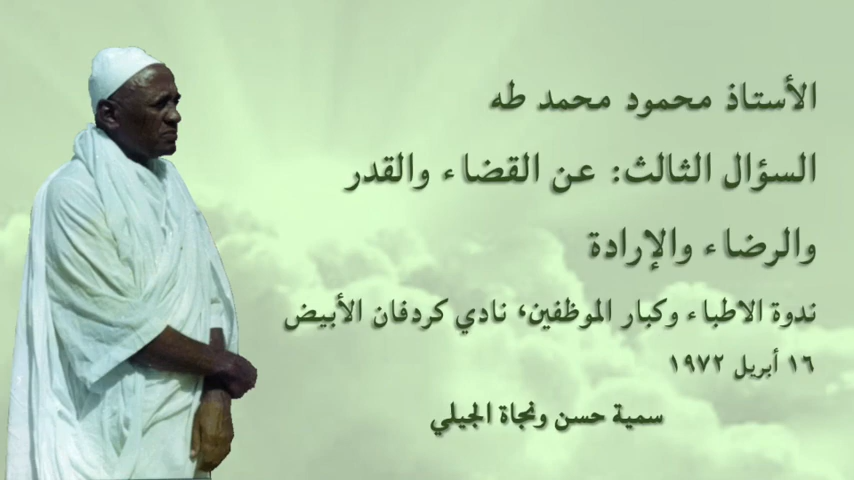 الأستاذ محمود محمد طه
السؤال الثالث: عن القضاء والقدر
والرضاء والإرادة
ندوة الاطباء وكبار الموظفين، نادي كردفان الأبيض
١٦ أبريل ١٩٧٢
سمية حسن ونجاة الجيلي